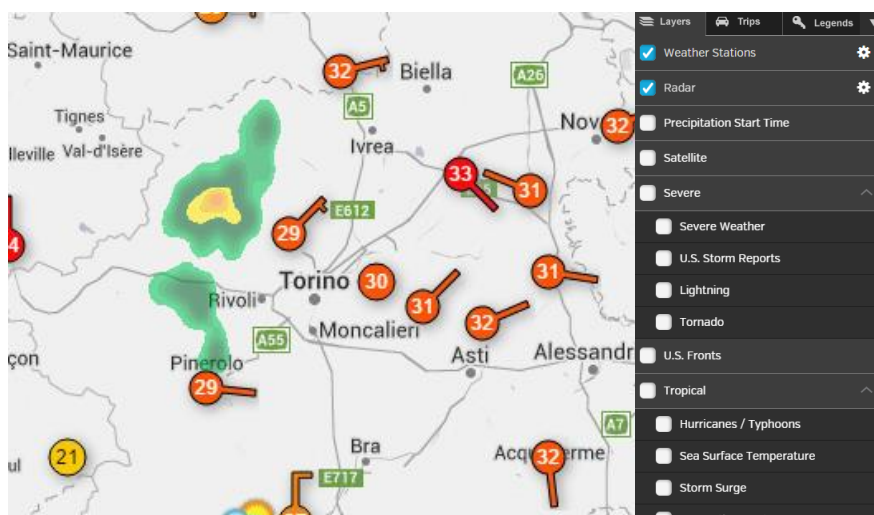 Layers
Trips
Legends
Weather Stations
Radar
Precipitation Start Time
Satellite
Severe
Severe Weather
U.S. Storm Reports
Lightning
Tornado
U.S. Fronts
Tropical
Hurricanes / Typhoons
Sea Surface Temperature
Storm Surge
Saint-Maurice
32
Biella
A26
A5
Tignes
Nov
32
Val-d'Isère
lleville
Ivrea
33
31
E612
29
4
31
Torino
30
Rivoli
31
32
Moncalieri
A55
Asti
Alessandr
çon
Pinerolo
29
A7
21
ul
Bra
Acqu
32
erme
E717